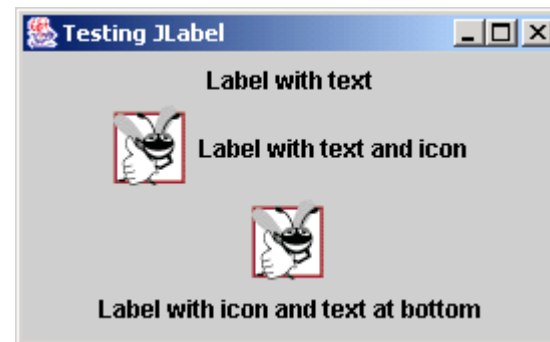 Testing JLabel
Label with text
Label with text and icon
Label with icon and text at bottom